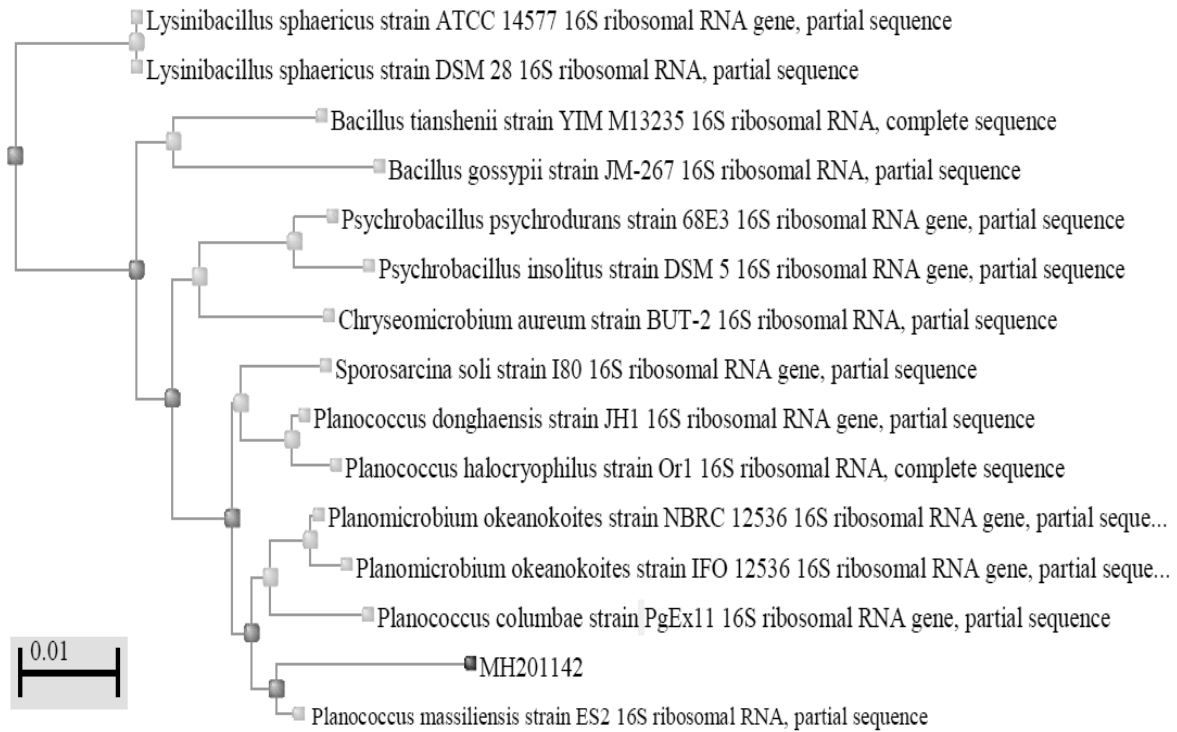 Lysinibacillus sphaericus strain ATCC 14577 16S ribosomal RNA gene, partial sequence
Lysinibacillus sphaericus strain DSM 28 16S ribosomal RNA, partial sequence
Bacillus tianshenii strain YIM M13235 16S ribosomal RNA, complete sequence
Bacillus gossypii strain JM-267 16S ribosomal RNA, partial sequence
Psychrobacillus psychrodurans strain 68E3 16S ribosomal RNA gene, partial sequence
Psychrobacillus insolitus strain DSM 5 16S ribosomal RNA gene, partial sequence
Chryseomicrobium aureum strain BUT-2 16S ribosomal RNA, partial sequence
Sporosarcina soli strain I80 16S ribosomal RNA gene, partial sequence
Planococcus donghaensis strain JH1 16S ribosomal RNA gene, partial sequence
Planococcus halocryophilus strain Or1 16S ribosomal RNA, complete sequence
Planomicrobium okeanokoites strain NBRC 12536 16S ribosomal RNA gene, partial seque...
Planomicrobium okeanokoites strain IFO 12536 16S ribosomal RNA gene, partial seque...
Planococcus columbae strain PgEx11 16S ribosomal RNA gene, partial sequence
0.01
MH201142
Planococcus massiliensis strain ES2 16S ribosomal RNA, partial sequence